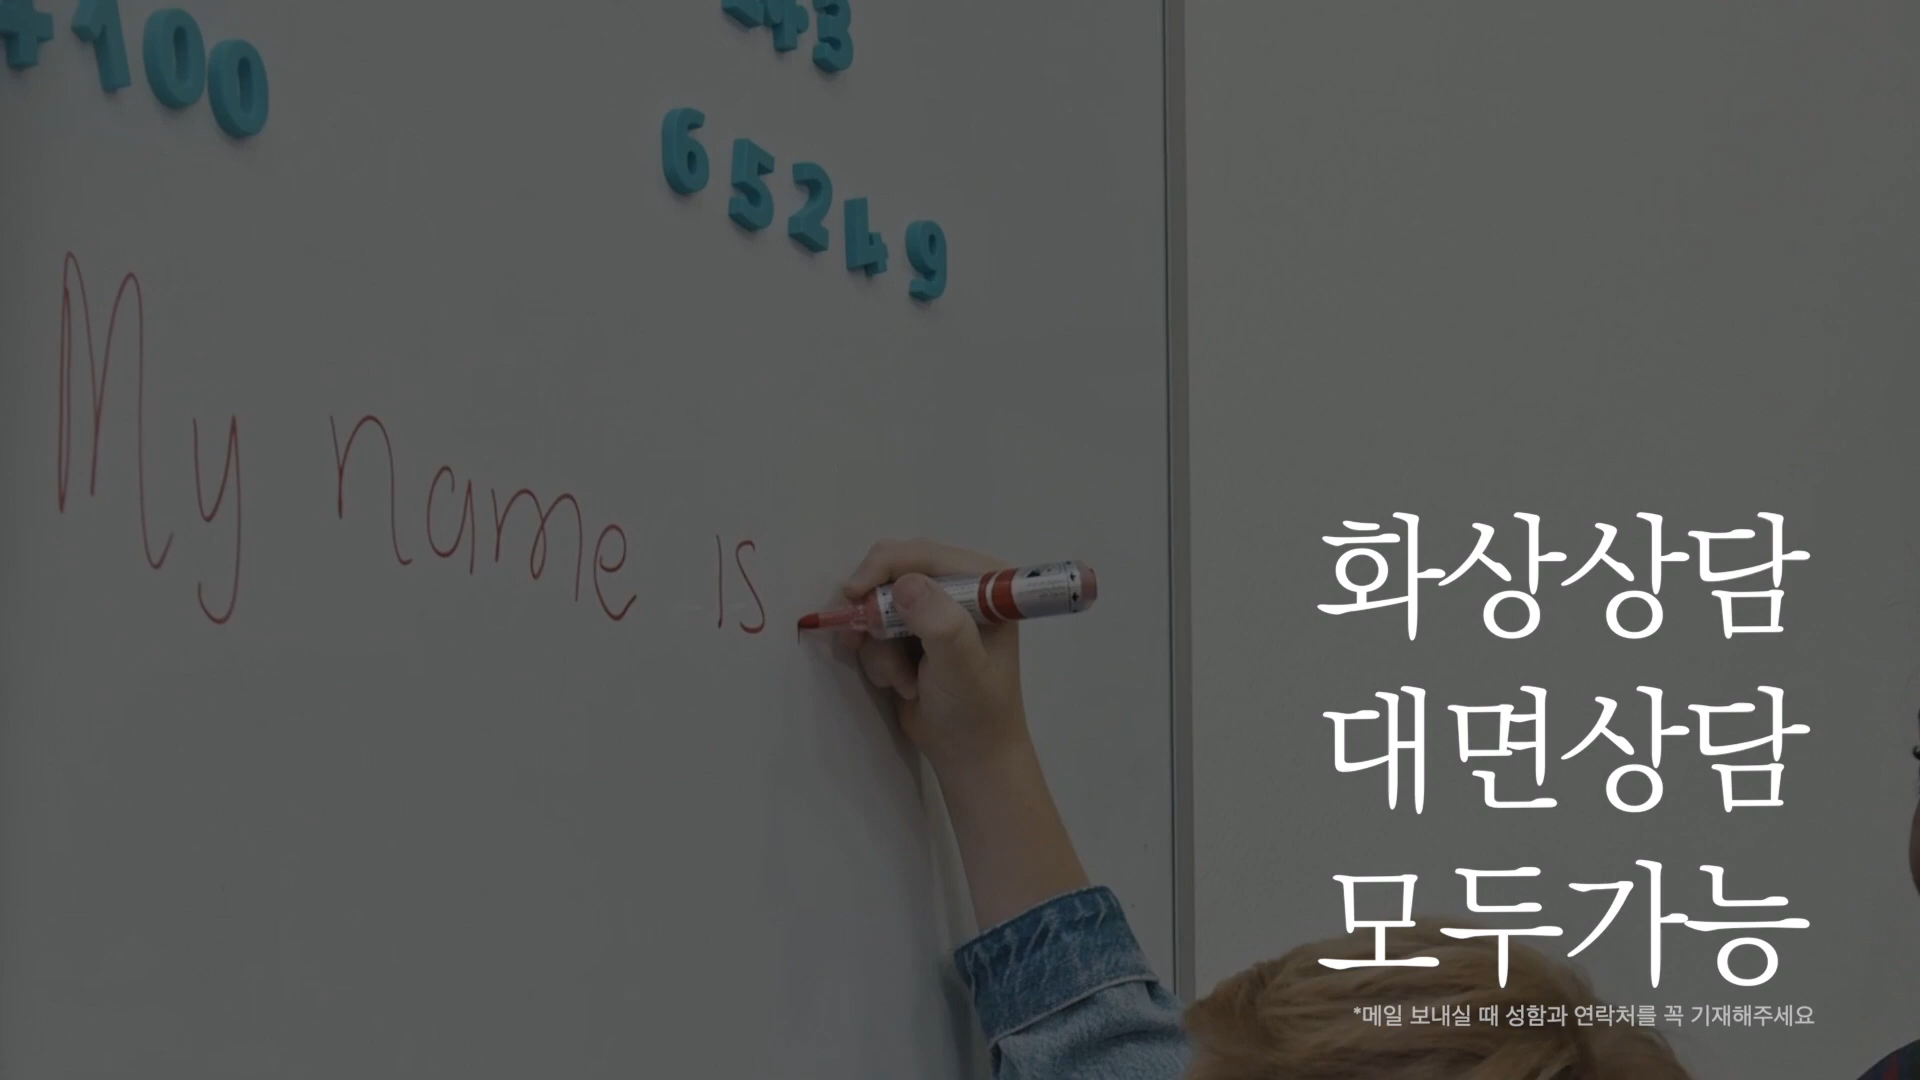 +100
43
65249
My name is
화상상담
대면상담
모두가능
*메일 보내실 때 성함과 연락처를 꼭 기재해주세요